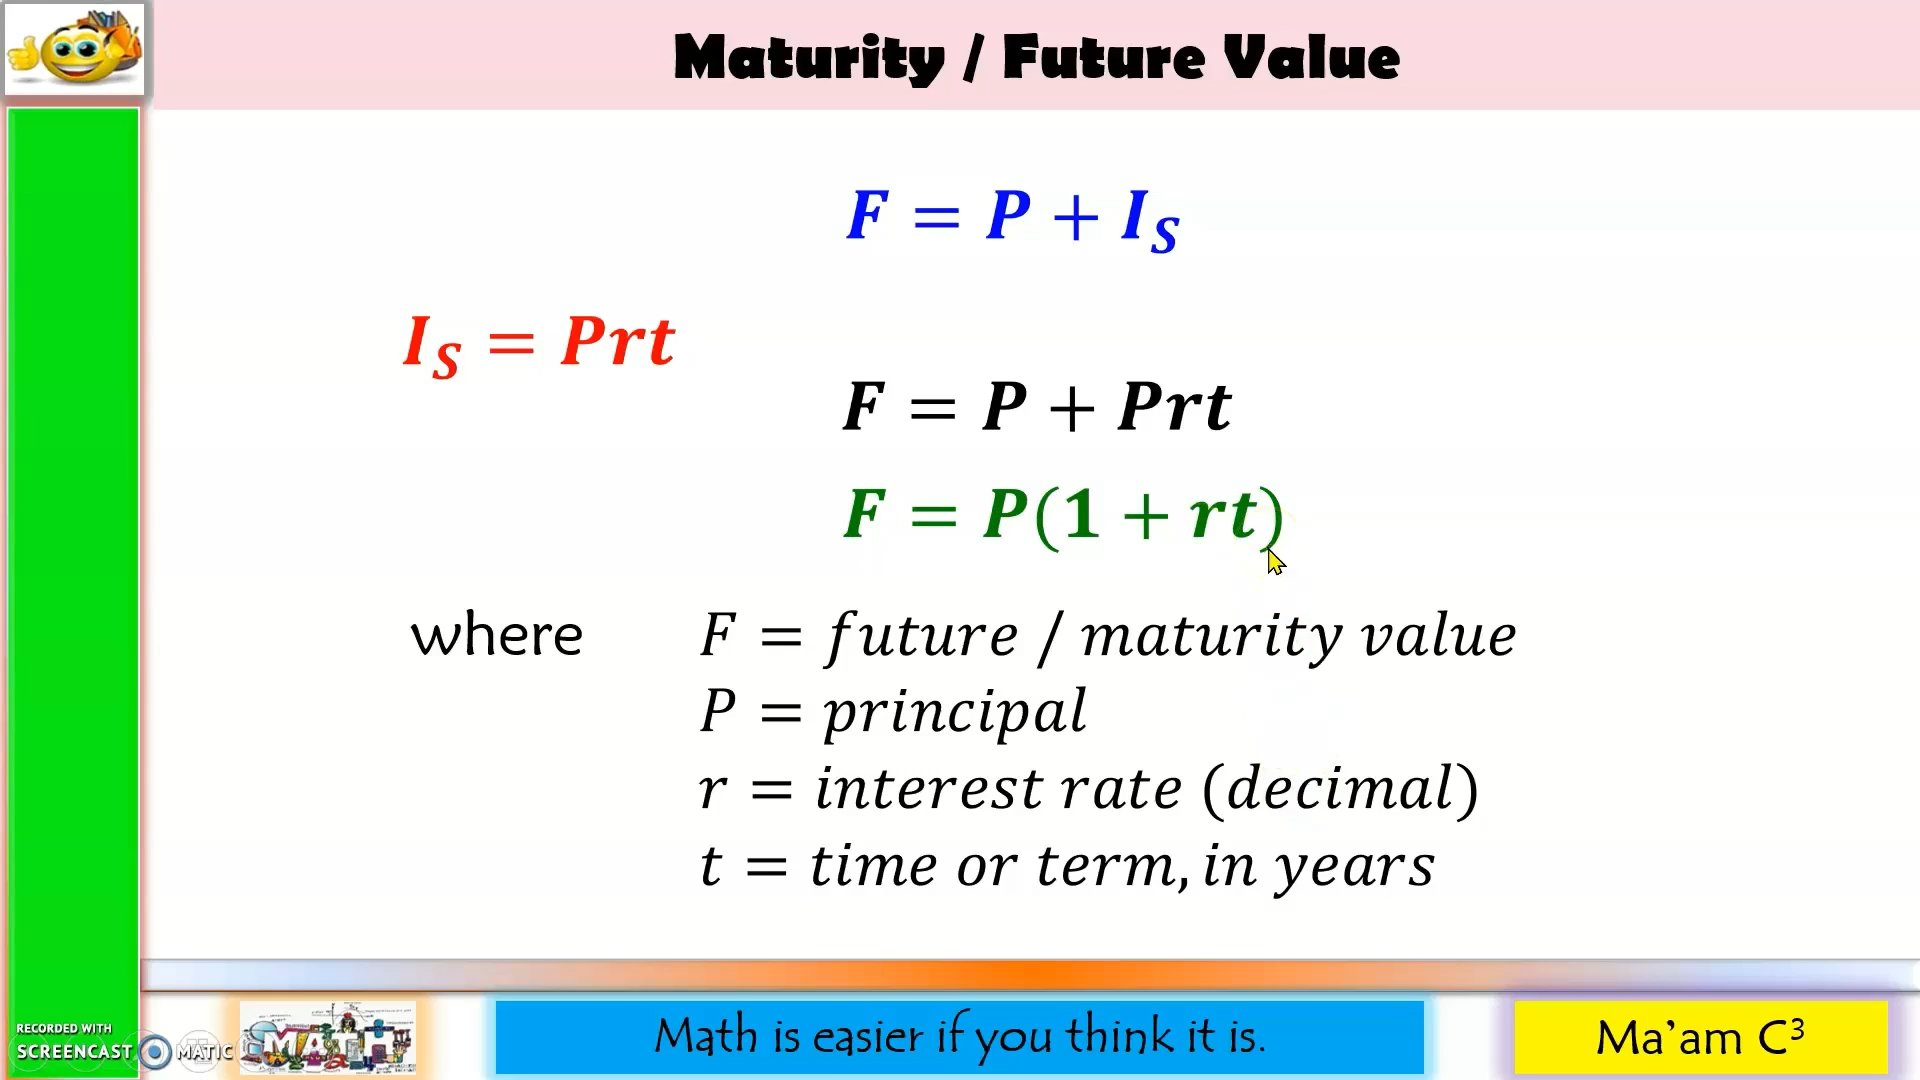 Maturity / Future Value
F = P + I_S
I_S = Prt
F = P + Prt
F = P(1 + rt)
where F = future / maturity value
P = principal
r = interest rate (decimal)
t = time or term, in years
RECORDED WITH
SCREENCAST MATIC
MATH
Math is easier if you think it is.
Ma'am C³